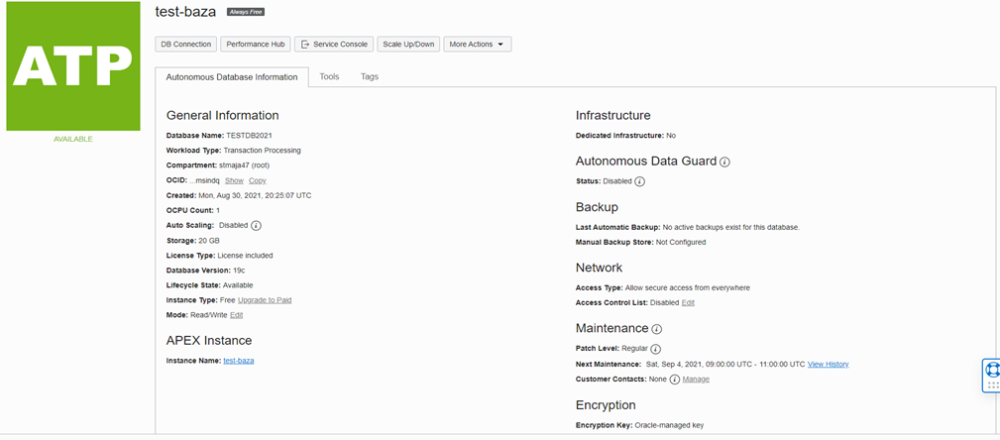 test-baza Always Free
ATP
AVAILABLE
DB Connection Performance Hub Service Console Scale Up/Down More Actions
Autonomous Database Information Tools Tags
General Information
Database Name: TESTDB2021
Workload Type: Transaction Processing
Compartment: stmaja47 (root)
OCID: ...msindq Show Copy
Created: Mon, Aug 30, 2021, 20:25:07 UTC
OCPU Count: 1
Auto Scaling: Disabled
Storage: 20 GB
License Type: License included
Database Version: 19c
Lifecycle State: Available
Instance Type: Free Upgrade to Paid
Mode: Read/Write Edit
APEX Instance
Instance Name: test-baza
Infrastructure
Dedicated Infrastructure: No
Autonomous Data Guard
Status: Disabled
Backup
Last Automatic Backup: No active backups exist for this database.
Manual Backup Store: Not Configured
Network
Access Type: Allow secure access from everywhere
Access Control List: Disabled Edit
Maintenance
Patch Level: Regular
Next Maintenance: Sat, Sep 4, 2021, 09:00:00 UTC - 11:00:00 UTC View History
Customer Contacts: None Manage
Encryption
Encryption Key: Oracle-managed key